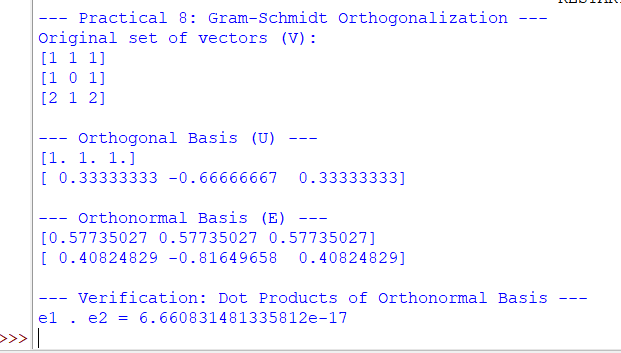 --- Practical 8: Gram-Schmidt Orthogonalization ---
Original set of vectors (V):
[1 1 1]
[1 0 1]
[2 1 2]
--- Orthogonal Basis (U) ---
[1. 1. 1.]
[ 0.33333333 -0.66666667  0.33333333]
--- Orthonormal Basis (E) ---
[0.57735027 0.57735027 0.57735027]
[ 0.40824829 -0.81649658  0.40824829]
--- Verification: Dot Products of Orthonormal Basis ---
e1 . e2 = 6.660831481335812e-17
>>>